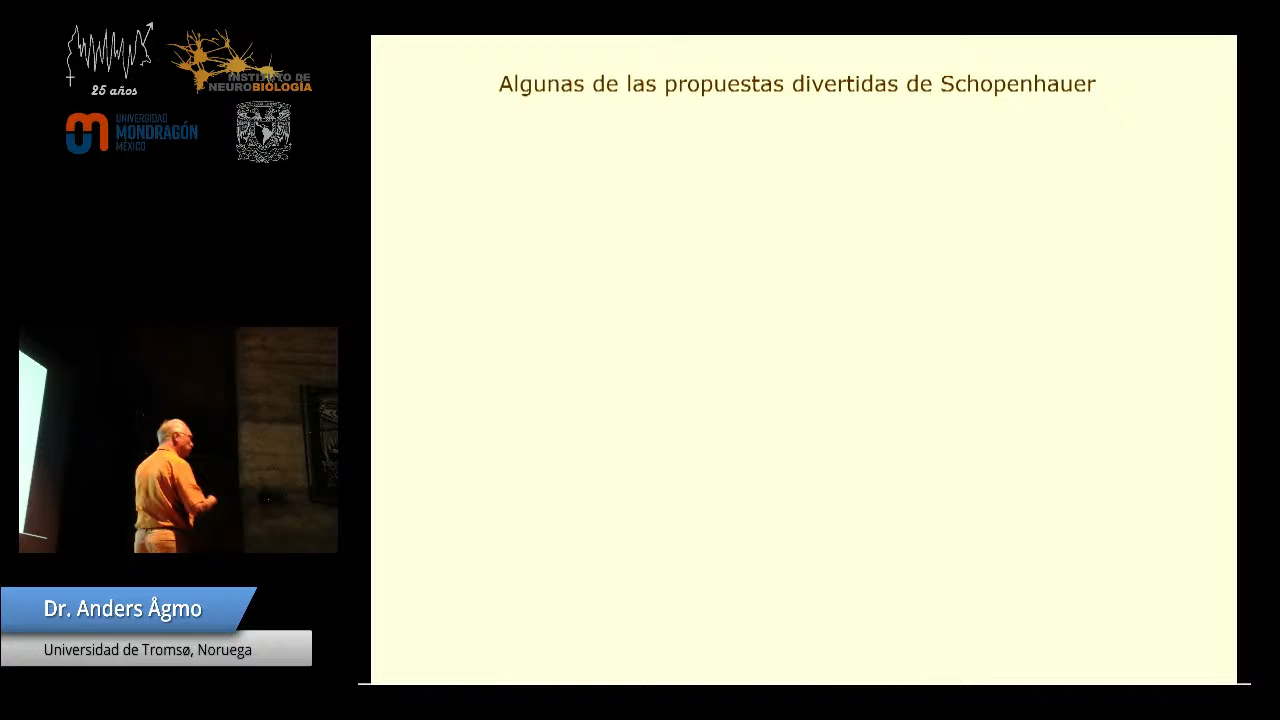 25 años
INSTITUTO DE
NEUROBIOLOGÍA
UNIVERSIDAD
MONDRAGÓN
MÉXICO
Algunas de las propuestas divertidas de Schopenhauer
Dr. Anders Ågmo
Universidad de Tromsø, Noruega